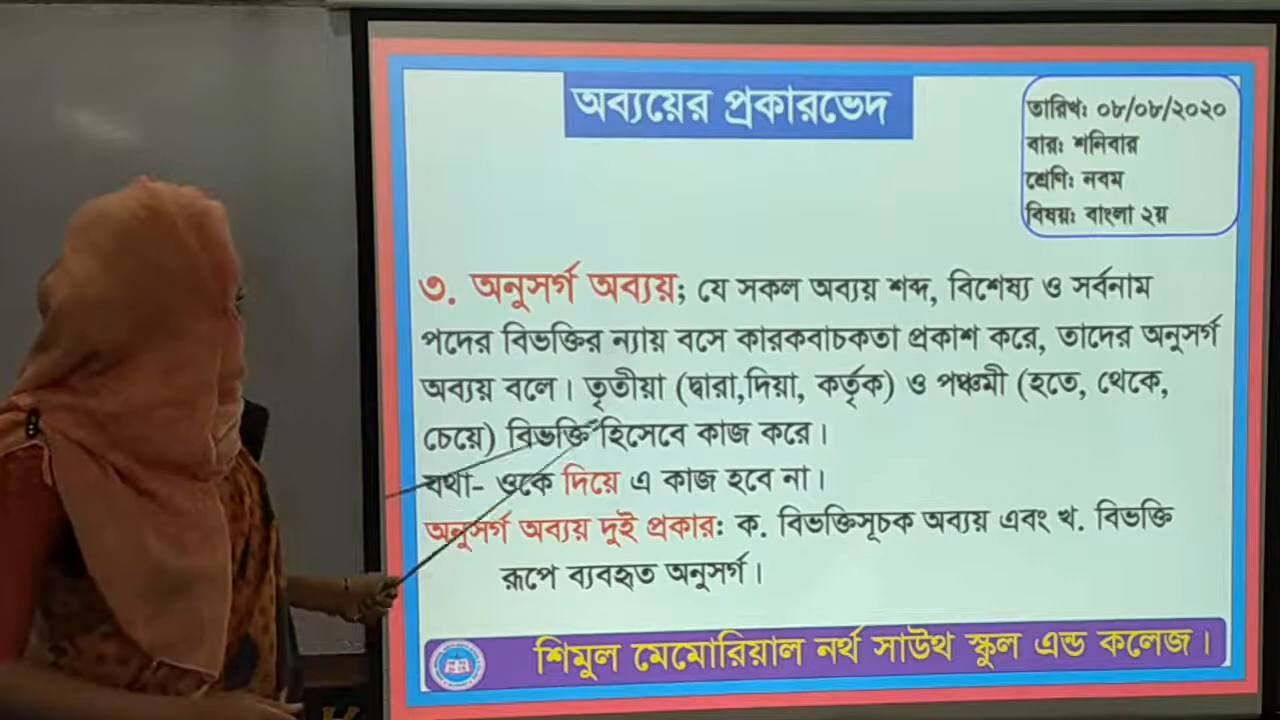 অব্যয়ের প্রকারভেদ
তারিখ: ০৮/০৮/২০২০
বার: শনিবার
শ্রেণি: নবম
বিষয়: বাংলা ২য়
৩. অনুসর্গ অব্যয়; যে সকল অব্যয় শব্দ, বিশেষ্য ও সর্বনাম
পদের বিভক্তির ন্যায় বসে কারকবাচকতা প্রকাশ করে, তাদের অনুসর্গ
অব্যয় বলে। তৃতীয়া (দ্বারা,দিয়া, কর্তৃক) ও পঞ্চমী (হতে, থেকে,
চেয়ে) বিভক্তি হিসেবে কাজ করে।
যথা- ওকে দিয়ে এ কাজ হবে না।
অনুসর্গ অব্যয় দুই প্রকার: ক. বিভক্তিসূচক অব্যয় এবং খ. বিভক্তি
রূপে ব্যবহৃত অনুসর্গ।
শিমুল মেমোরিয়াল নর্থ সাউথ স্কুল এন্ড কলেজ।